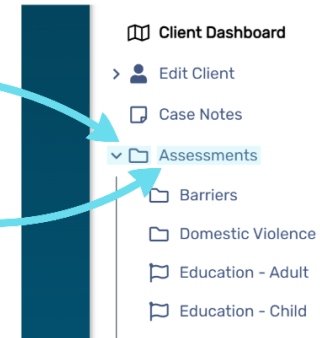 Client Dashboard
Edit Client
Case Notes
Assessments
Barriers
Domestic Violence
Education - Adult
Education - Child